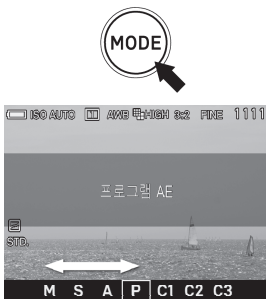 MODE
ISO AUTO AWB HIGH 3:2 FINE 1111
프로그램 AE
STD.
M S A P C1 C2 C3